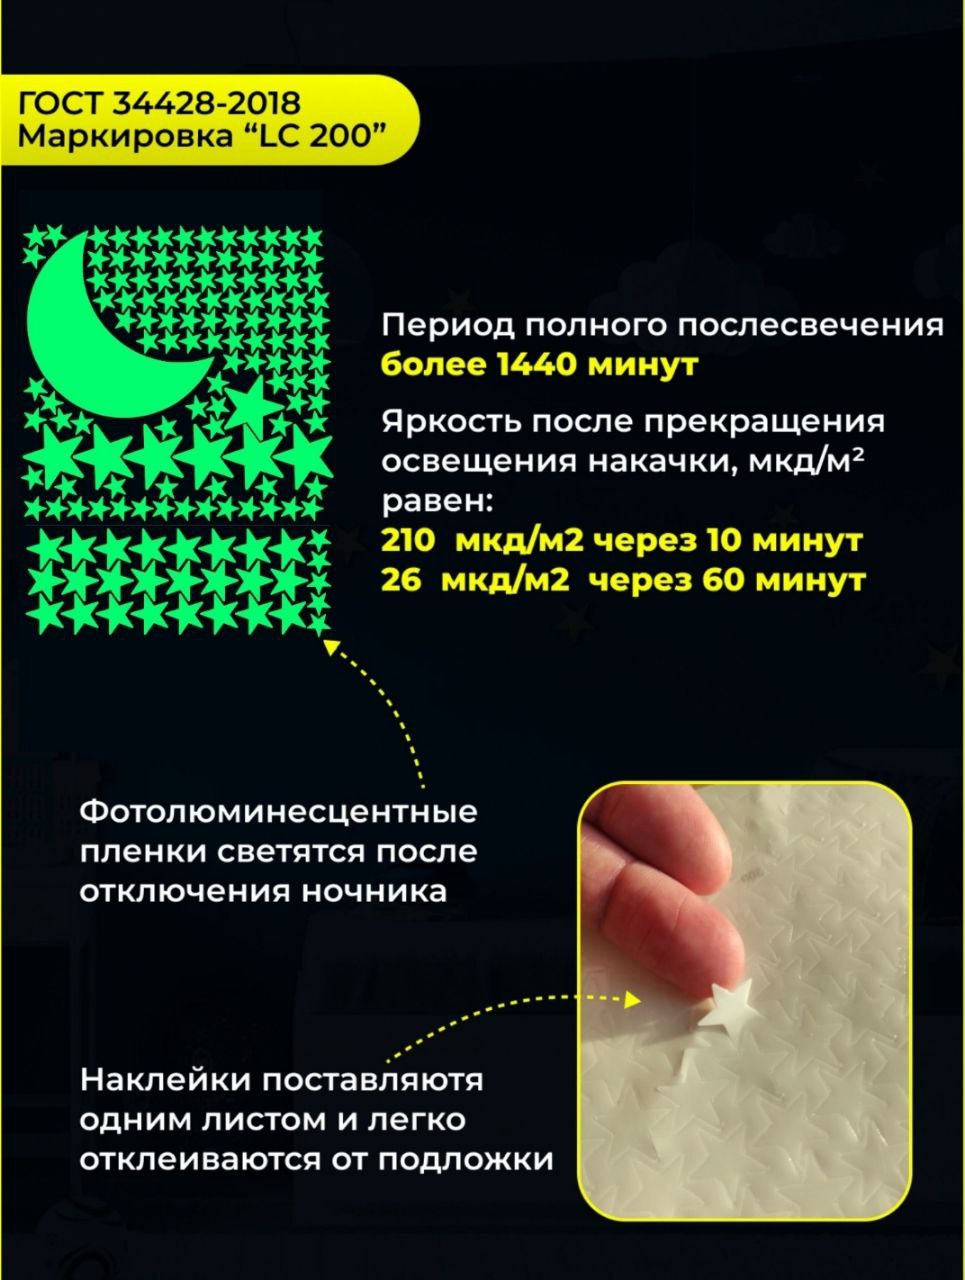 ГОСТ 34428-2018
Маркировка “LC 200”
Период полного послесвечения
более 1440 минут
Яркость после прекращения
освещения накачки, мкд/м²
равен:
210 мкд/м2 через 10 минут
26 мкд/м2 через 60 минут
Фотолюминесцентные
пленки светятся после
отключения ночника
Наклейки поставляютя
одним листом и легко
отклеиваются от подложки